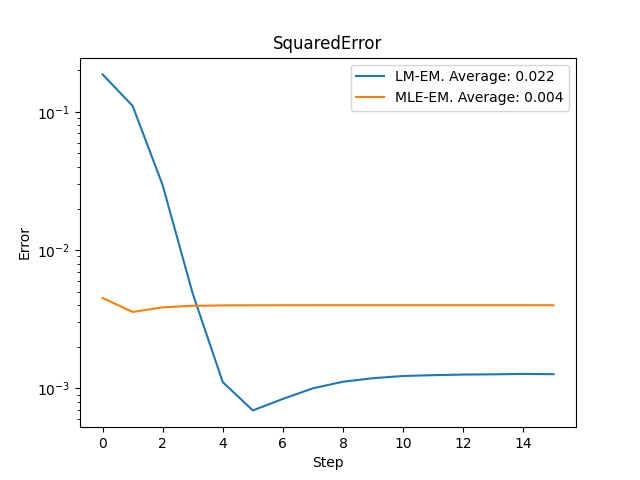 SquaredError
LM-EM. Average: 0.022
MLE-EM. Average: 0.004
10⁻¹
10⁻²
10⁻³
Error
0 2 4 6 8 10 12 14
Step